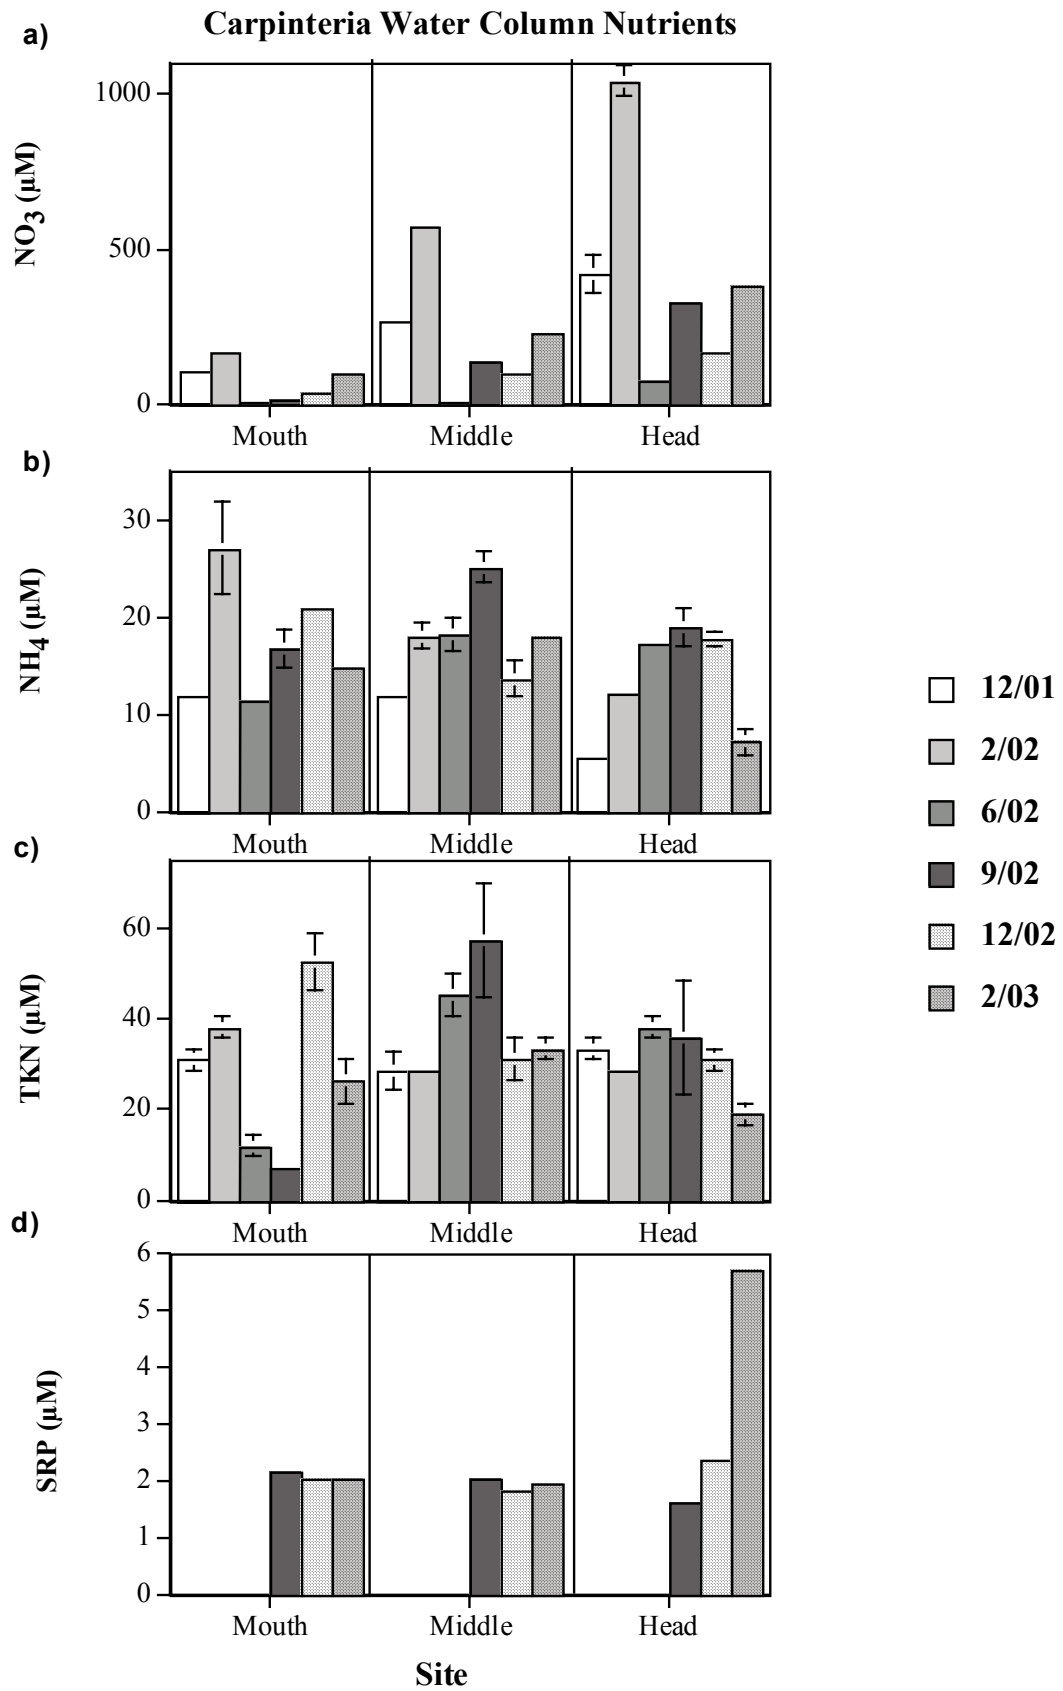 a)
Carpinteria Water Column Nutrients
NO3 (µM)
1000
500
0
Mouth Middle Head
b)
NH4 (µM)
30
20
10
0
Mouth Middle Head
12/01
2/02
6/02
9/02
12/02
2/03
c)
TKN (µM)
60
40
20
0
Mouth Middle Head
d)
SRP (µM)
6
5
4
3
2
1
0
Mouth Middle Head
Site